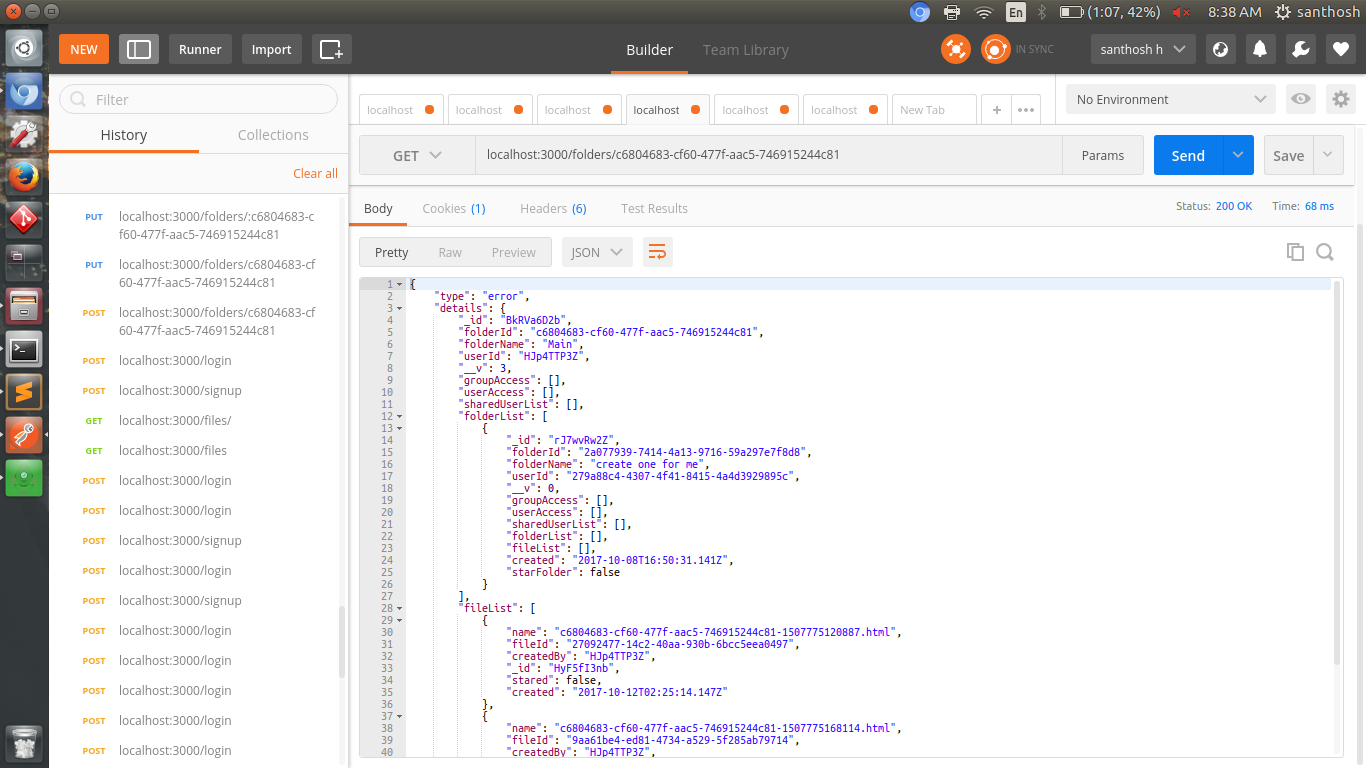 En
(1:07, 42%)
8:38 AM
santhosh
NEW
Runner
Import
Builder
Team Library
IN SYNC
santhosh h
Filter
History
Collections
Clear all
PUT localhost:3000/folders/:c6804683-c
f60-477f-aac5-746915244c81
PUT localhost:3000/folders/c6804683-cf
60-477f-aac5-746915244c81
POST localhost:3000/folders/c6804683-cf
60-477f-aac5-746915244c81
POST localhost:3000/login
POST localhost:3000/signup
GET localhost:3000/files/
GET localhost:3000/files
POST localhost:3000/login
POST localhost:3000/login
POST localhost:3000/signup
POST localhost:3000/login
POST localhost:3000/signup
POST localhost:3000/login
POST localhost:3000/login
POST localhost:3000/login
POST localhost:3000/login
POST localhost:3000/login
localhost
localhost
localhost
localhost
localhost
localhost
New Tab
+
•••
No Environment
GET
localhost:3000/folders/c6804683-cf60-477f-aac5-746915244c81
Params
Send
Save
Body
Cookies (1)
Headers (6)
Test Results
Status: 200 OK
Time: 68 ms
Pretty
Raw
Preview
JSON
1 {
2 "type": "error",
3 "details": {
4 "_id": "BkRVa6D2b",
5 "folderId": "c6804683-cf60-477f-aac5-746915244c81",
6 "folderName": "Main",
7 "userId": "HJp4TTP3Z",
8 "__v": 3,
9 "groupAccess": [],
10 "userAccess": [],
11 "sharedUserList": [],
12 "folderList": [
13 {
14 "_id": "rJ7wvRw2Z",
15 "folderId": "2a077939-7414-4a13-9716-59a297e7f8d8",
16 "folderName": "create one for me",
17 "userId": "279a88c4-4307-4f41-8415-4a4d3929895c",
18 "__v": 0,
19 "groupAccess": [],
20 "userAccess": [],
21 "sharedUserList": [],
22 "folderList": [],
23 "fileList": [],
24 "created": "2017-10-08T16:50:31.141Z",
25 "starFolder": false
26 }
27 ],
28 "fileList": [
29 {
30 "name": "c6804683-cf60-477f-aac5-746915244c81-1507775120887.html",
31 "fileId": "27092477-14c2-40aa-930b-6bcc5eea0497",
32 "createdBy": "HJp4TTP3Z",
33 "_id": "HyF5fI3nb",
34 "stared": false,
35 "created": "2017-10-12T02:25:14.147Z"
36 },
37 {
38 "name": "c6804683-cf60-477f-aac5-746915244c81-1507775168114.html",
39 "fileId": "9aa61be4-ed81-4734-a529-5f285ab79714",
40 "createdBy": "HJp4TTP3Z",